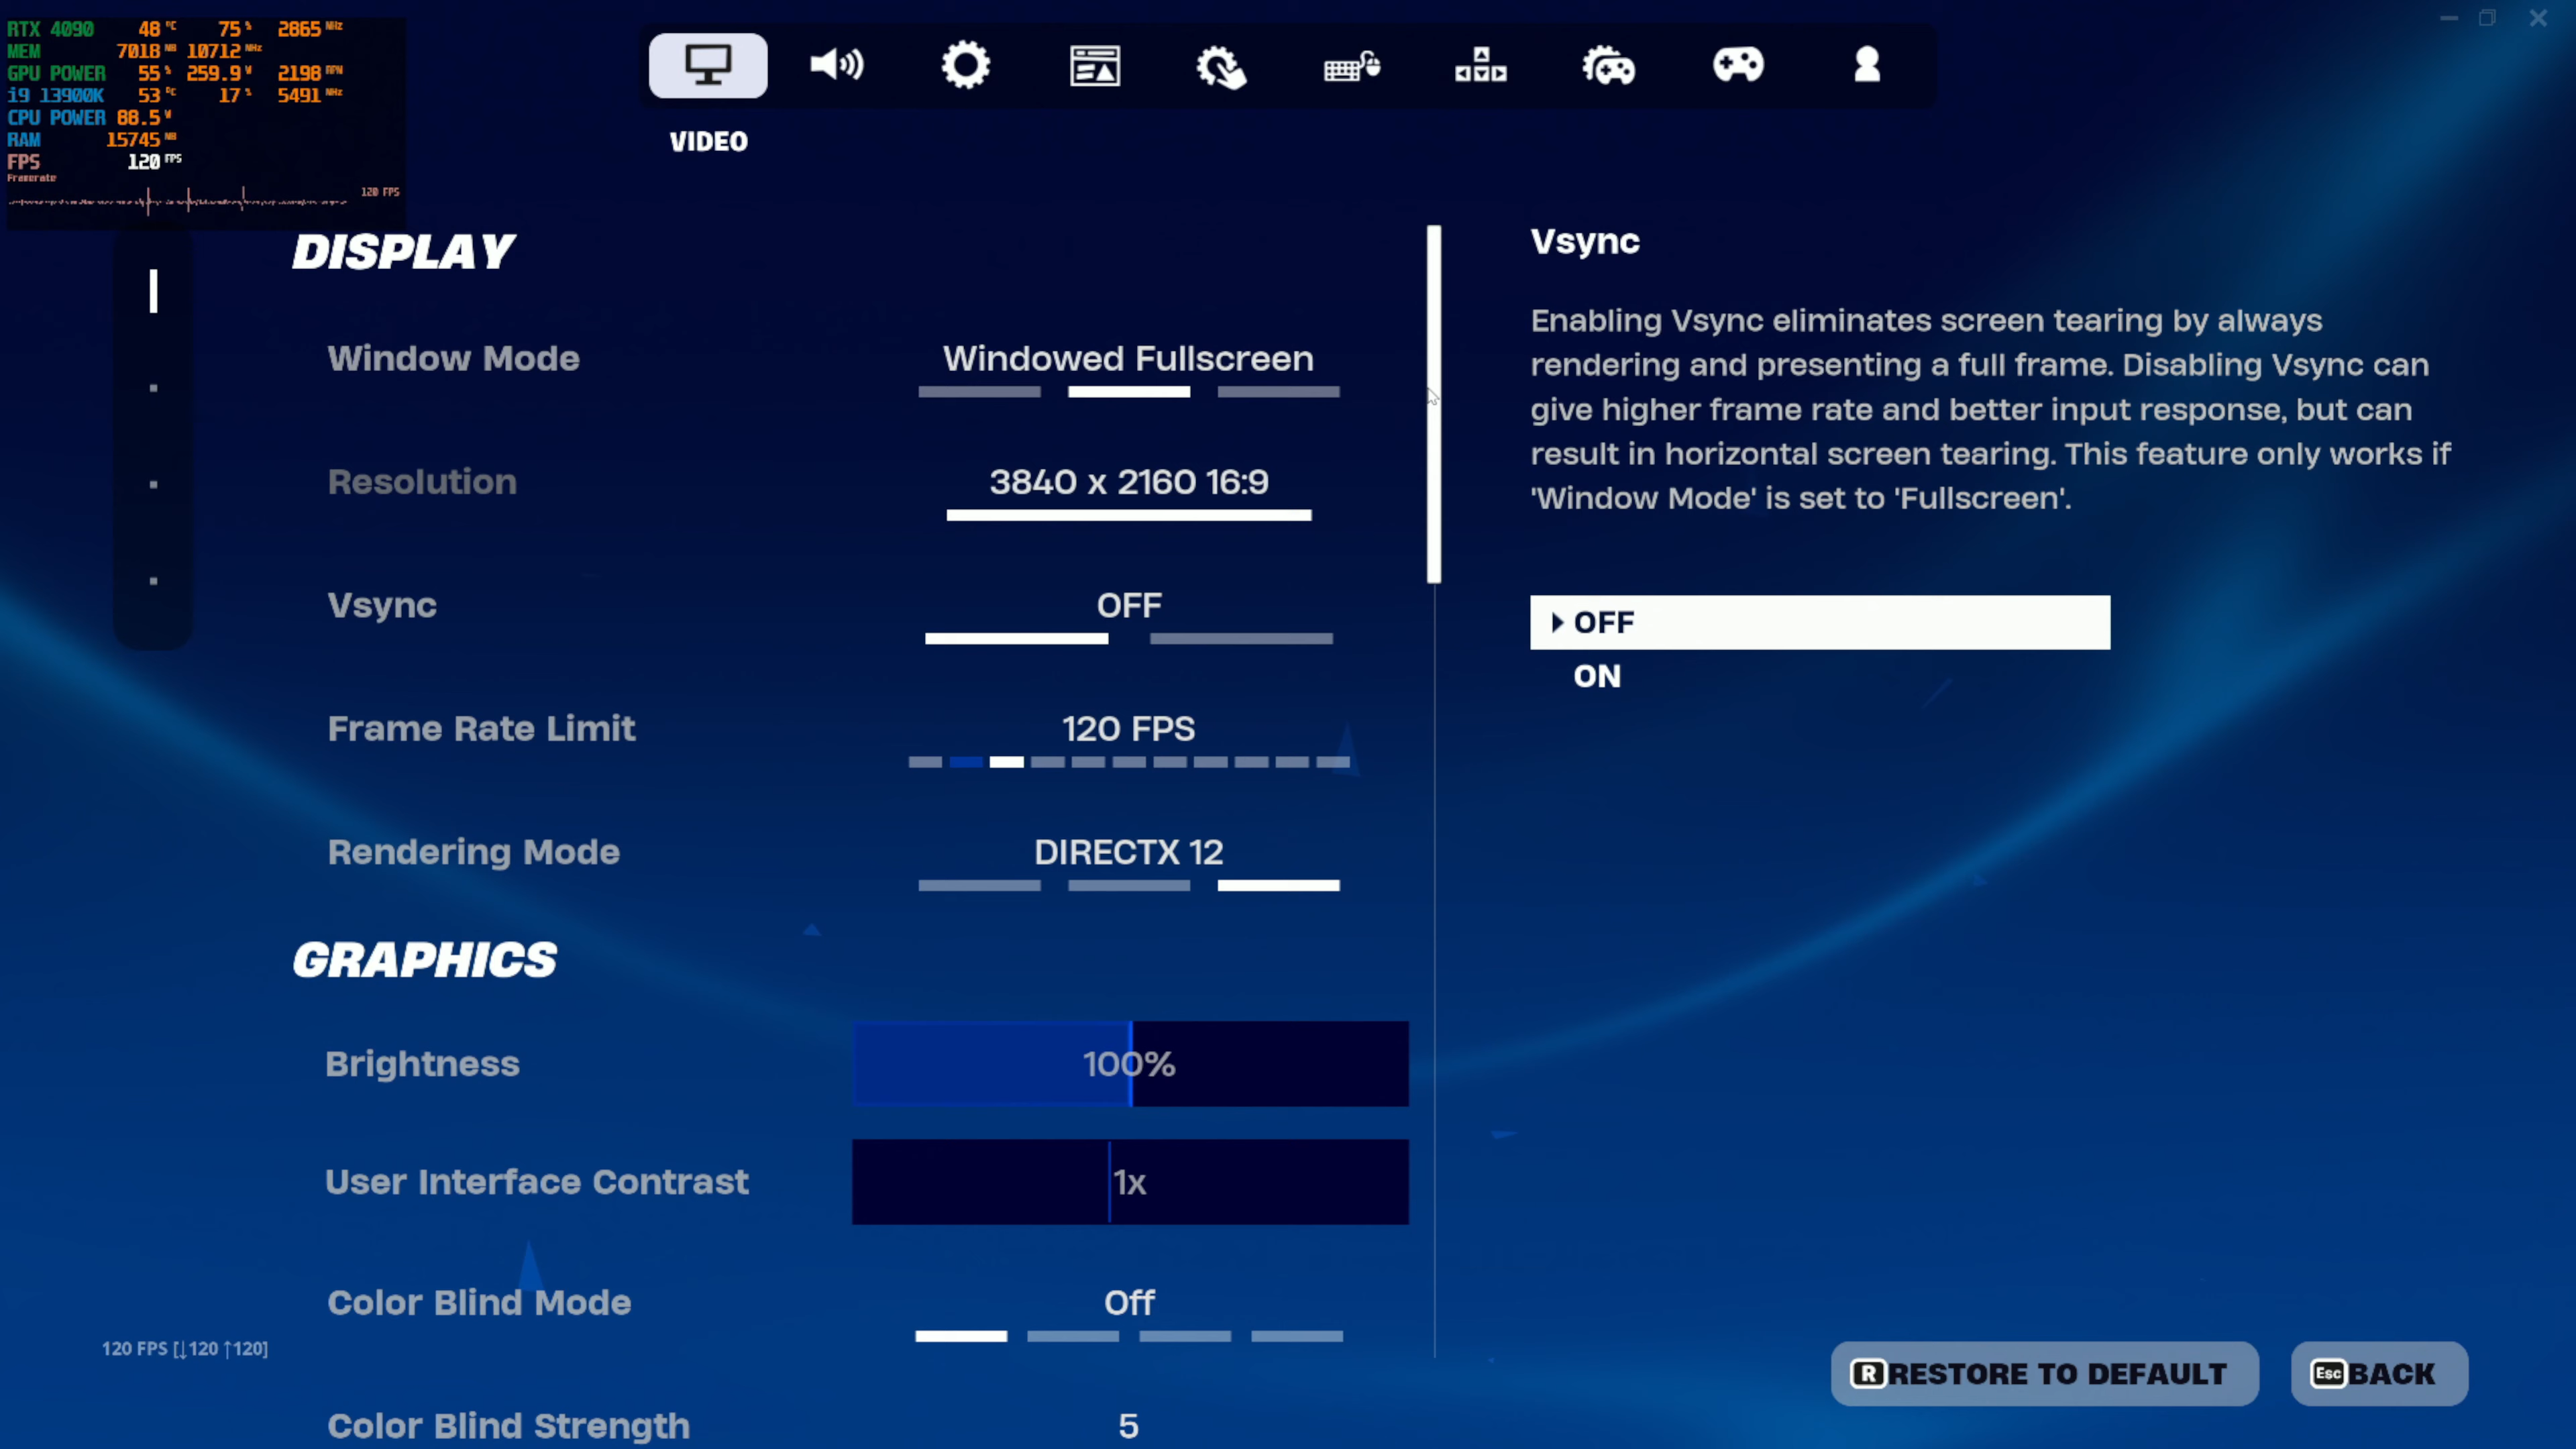 RTX 4090 48 °C 75 % 2865 MHz
MEM 7018 MB 10712 MHz
GPU POWER 55 % 259.9 W 2198 RPM
i9 13900K 53 °C 17 % 5491 MHz
CPU POWER 88.5 W
RAM 15745 MB
FPS 120 FPS
Framerate
120 FPS
VIDEO
DISPLAY
Window Mode Windowed Fullscreen
Resolution 3840 x 2160 16:9
Vsync OFF
Frame Rate Limit 120 FPS
Rendering Mode DIRECTX 12
GRAPHICS
Brightness 100%
User Interface Contrast 1x
Color Blind Mode Off
Color Blind Strength 5
120 FPS [↓120 ↑120]
Vsync
Enabling Vsync eliminates screen tearing by always
rendering and presenting a full frame. Disabling Vsync can
give higher frame rate and better input response, but can
result in horizontal screen tearing. This feature only works if
'Window Mode' is set to 'Fullscreen'.
OFF
ON
R RESTORE TO DEFAULT
Esc BACK